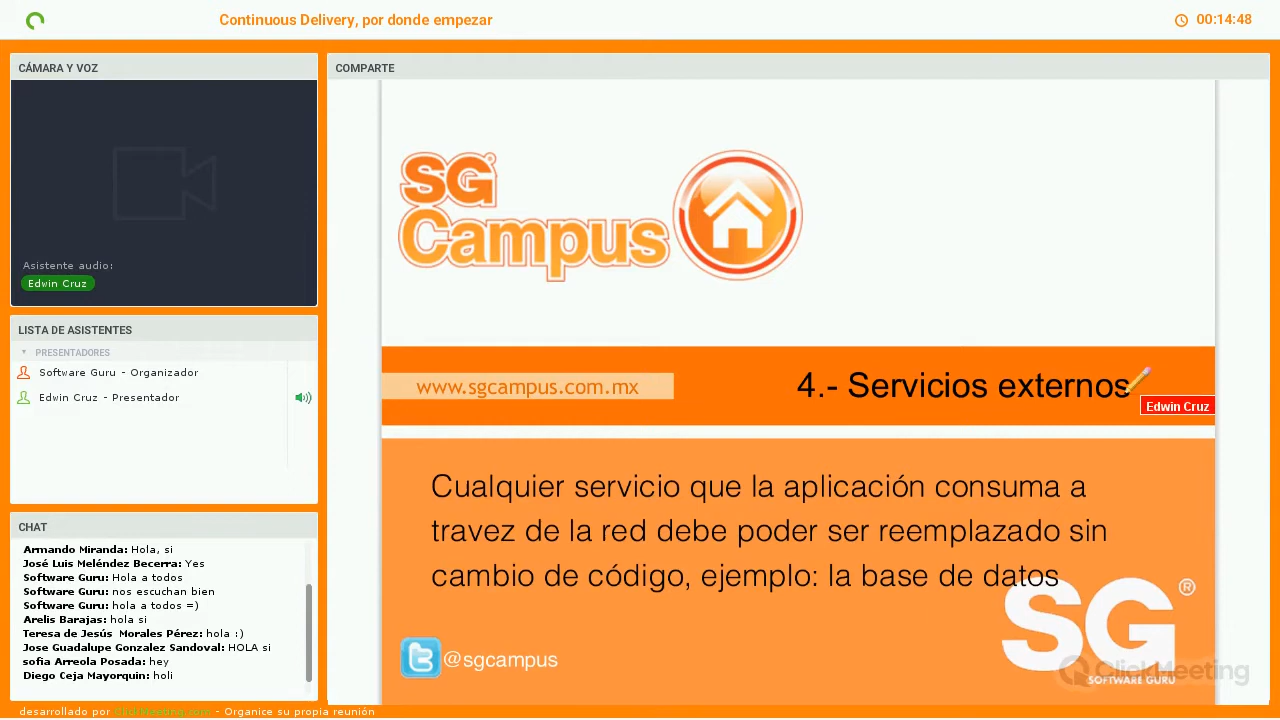 Continuous Delivery, por donde empezar
00:14:48
CÁMARA Y VOZ
Asistente audio:
Edwin Cruz
LISTA DE ASISTENTES
PRESENTADORES
Software Guru - Organizador
Edwin Cruz - Presentador
CHAT
Armando Miranda: Hola, si
José Luis Meléndez Becerra: Yes
Software Guru: Hola a todos
Software Guru: nos escuchan bien
Software Guru: hola a todos =)
Arelis Barajas: hola si
Teresa de Jesús Morales Pérez: hola :)
Jose Guadalupe Gonzalez Sandoval: HOLA si
sofia Arreola Posada: hey
Diego Ceja Mayorquin: holi
desarrollado por ClickMeeting.com - Organice su propia reunión
COMPARTE
SG
Campus
www.sgcampus.com.mx
4.- Servicios externos
Edwin Cruz
Cualquier servicio que la aplicación consuma a
travez de la red debe poder ser reemplazado sin
cambio de código, ejemplo: la base de datos
@sgcampus
SG®
SOFTWARE GURU
ClickMeeting